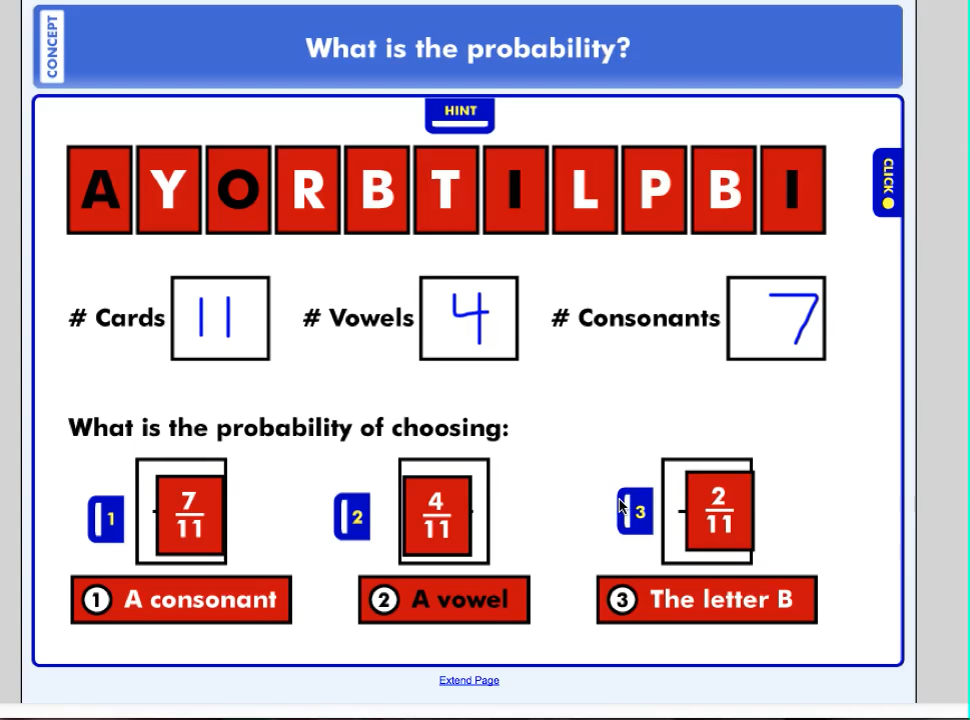 CONCEPT
What is the probability?
HINT
A Y O R B T I L P B I
CLICK
# Cards 11 # Vowels 4 # Consonants 7
What is the probability of choosing:
1 7/11 2 4/11 3 2/11
1 A consonant 2 A vowel 3 The letter B
Extend Page